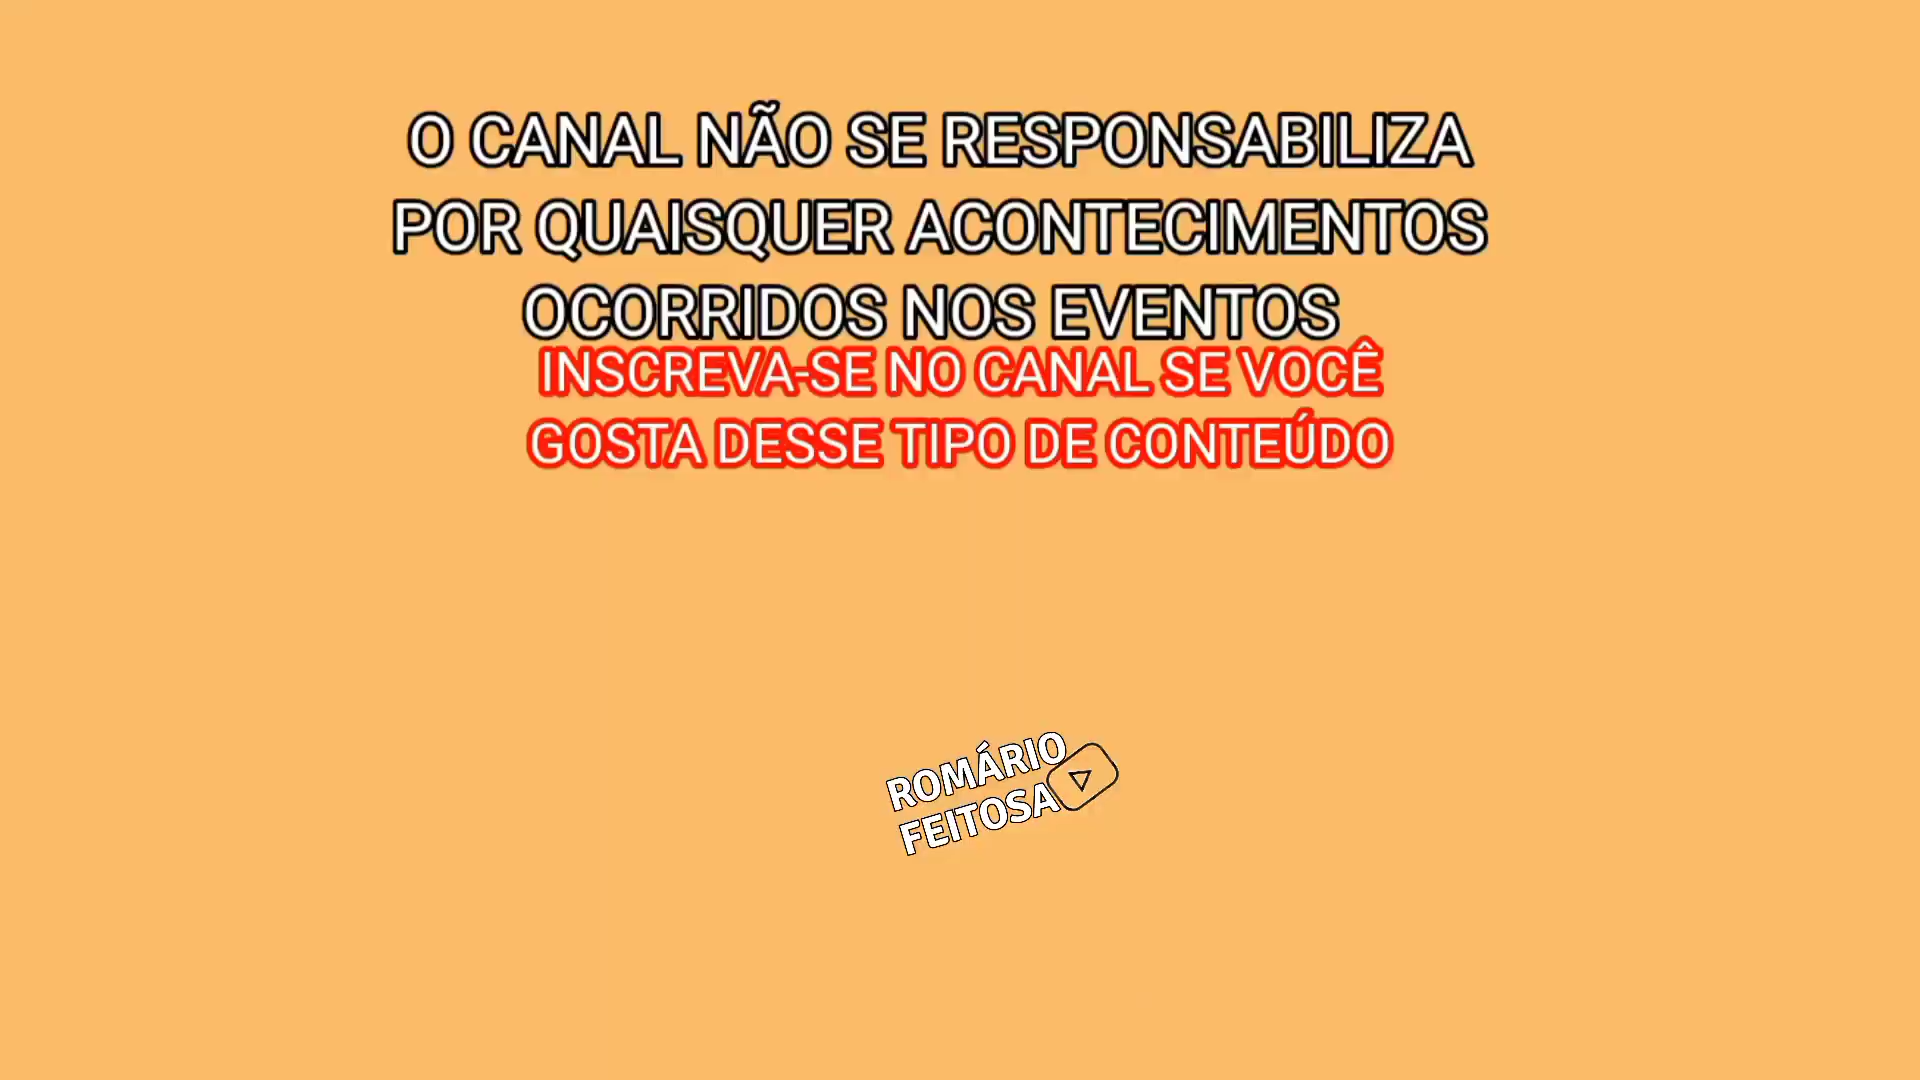 O CANAL NÃO SE RESPONSABILIZA
POR QUAISQUER ACONTECIMENTOS
OCORRIDOS NOS EVENTOS
INSCREVA-SE NO CANAL SE VOCÊ
GOSTA DESSE TIPO DE CONTEÚDO
ROMÁRIO
FEITOSA